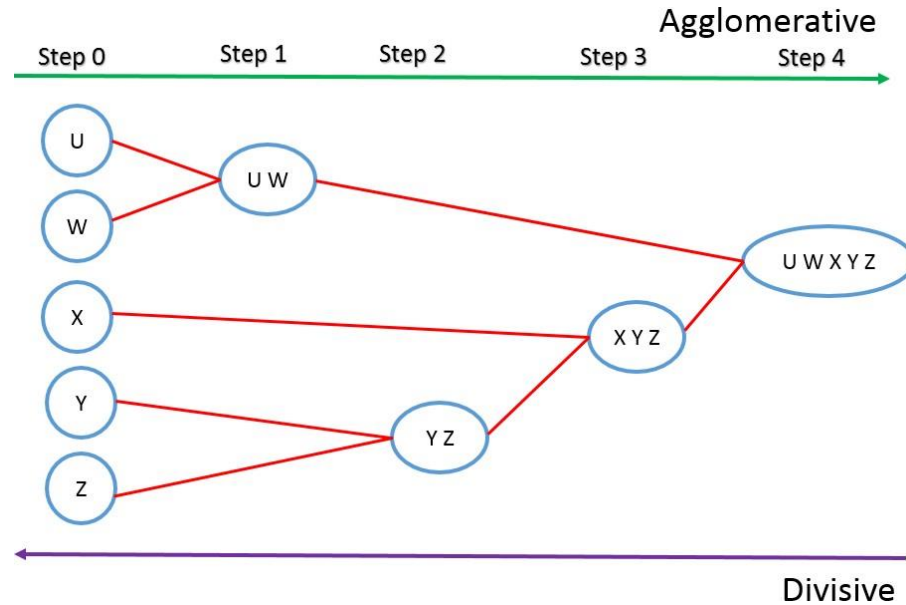 Agglomerative
Step 0 Step 1 Step 2 Step 3 Step 4
U
U W
W
U W X Y Z
X
X Y Z
Y
Y Z
Z
Divisive